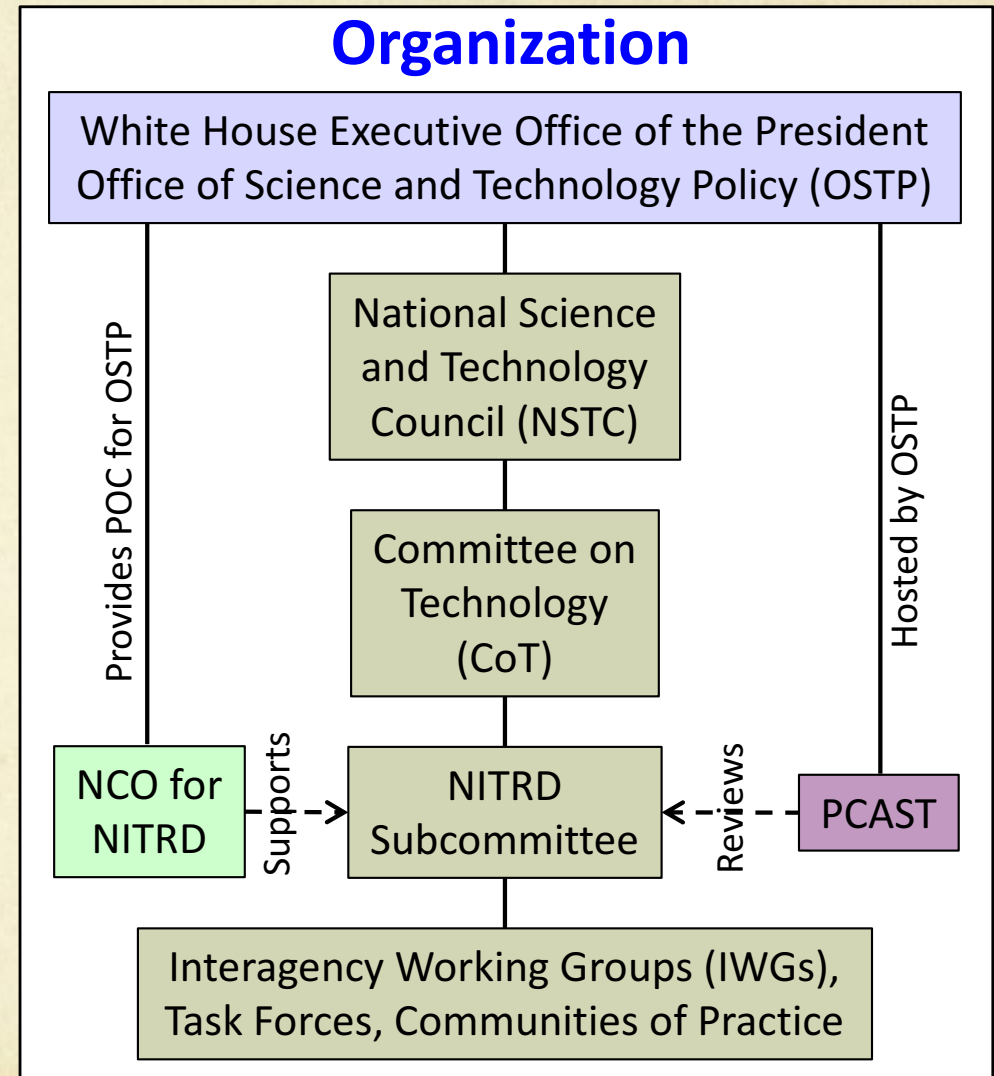 Organization
White House Executive Office of the President
Office of Science and Technology Policy (OSTP)
National Science
and Technology
Council (NSTC)
Provides POC for OSTP
Hosted by OSTP
Committee on
Technology
(CoT)
NCO for
NITRD
Supports
NITRD
Subcommittee
Reviews
PCAST
Interagency Working Groups (IWGs),
Task Forces, Communities of Practice